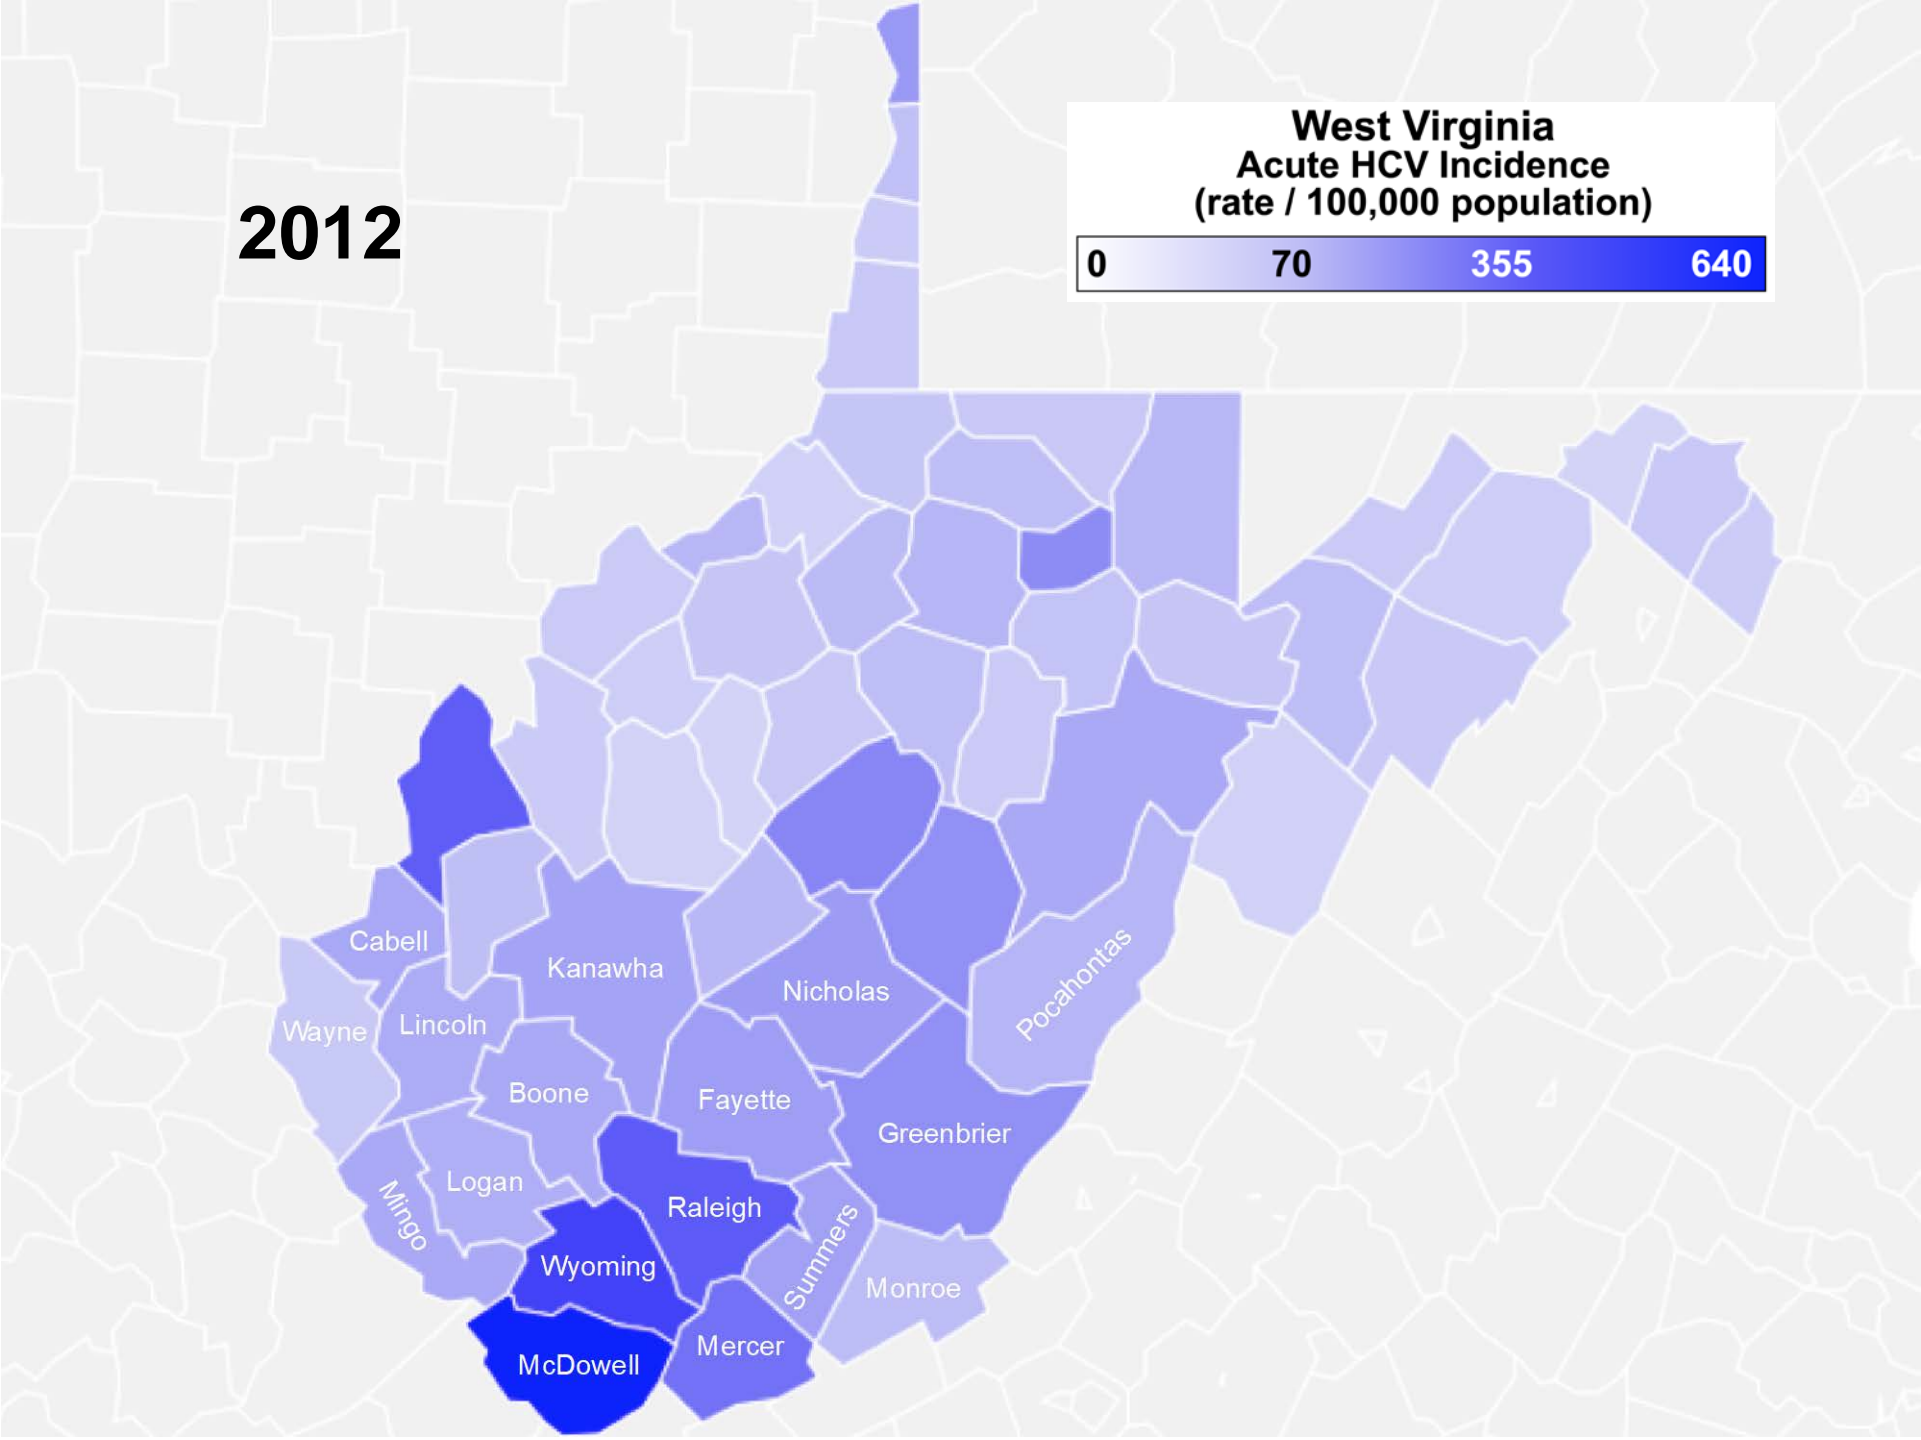 West Virginia
Acute HCV Incidence
(rate / 100,000 population)
2012
0 70 355 640
Cabell
Kanawha
Nicholas
Pocahontas
Wayne
Lincoln
Boone
Fayette
Greenbrier
Logan
Mingo
Raleigh
Summers
Wyoming
Monroe
Mercer
McDowell